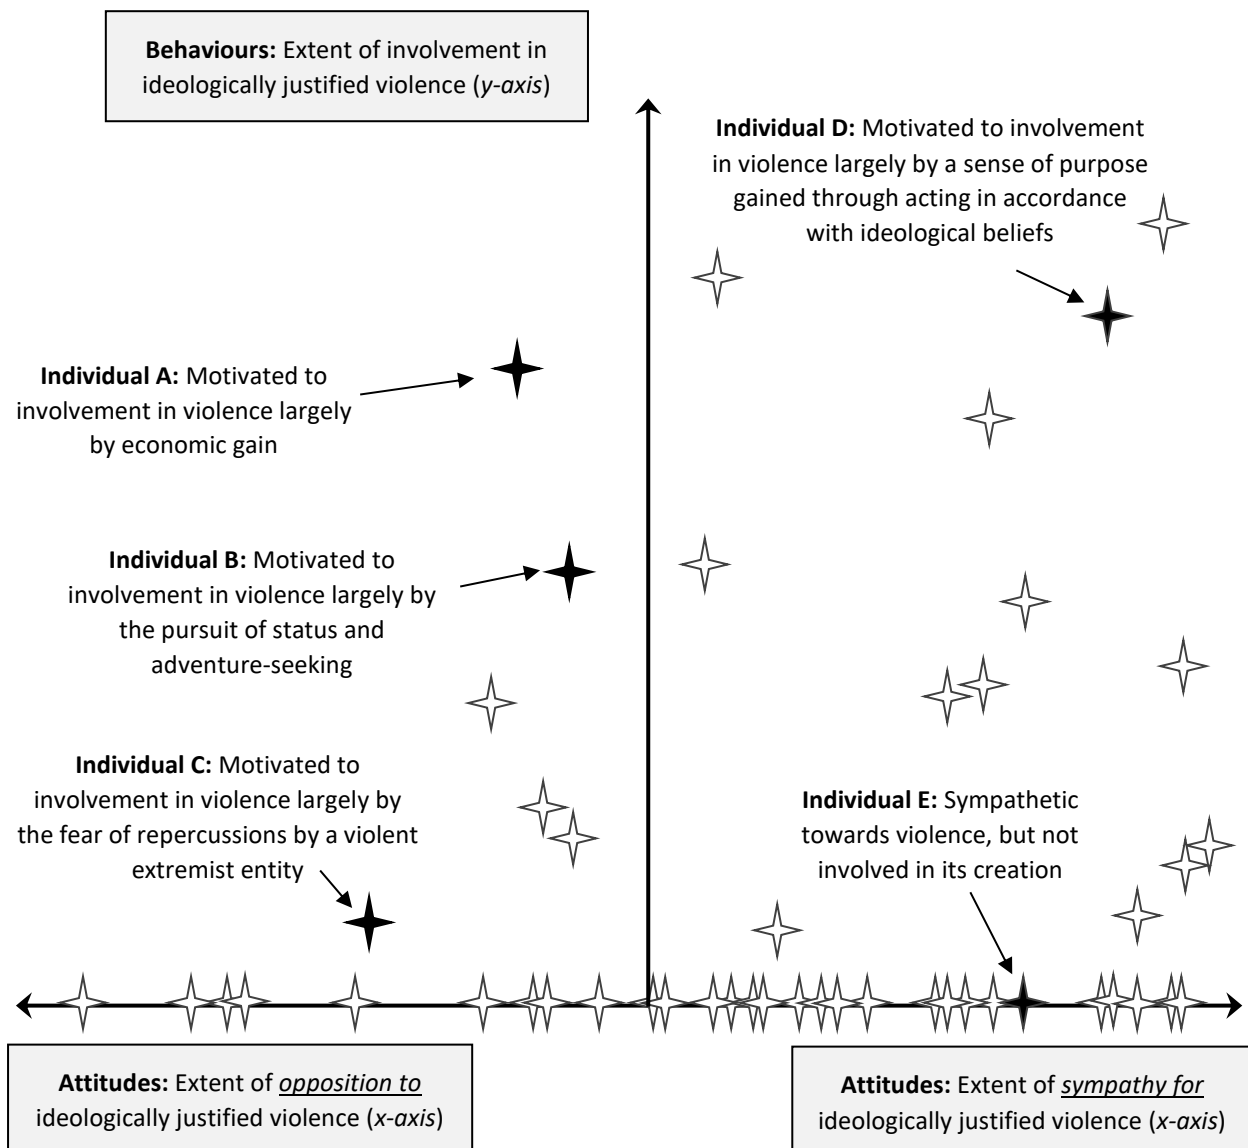 Behaviours: Extent of involvement in
ideologically justified violence (y-axis)
Individual D: Motivated to involvement
in violence largely by a sense of purpose
gained through acting in accordance
with ideological beliefs
Individual A: Motivated to
involvement in violence largely
by economic gain
Individual B: Motivated to
involvement in violence largely by
the pursuit of status and
adventure-seeking
Individual C: Motivated to
involvement in violence largely by
the fear of repercussions by a violent
extremist entity
Individual E: Sympathetic
towards violence, but not
involved in its creation
Attitudes: Extent of opposition to
ideologically justified violence (x-axis)
Attitudes: Extent of sympathy for
ideologically justified violence (x-axis)